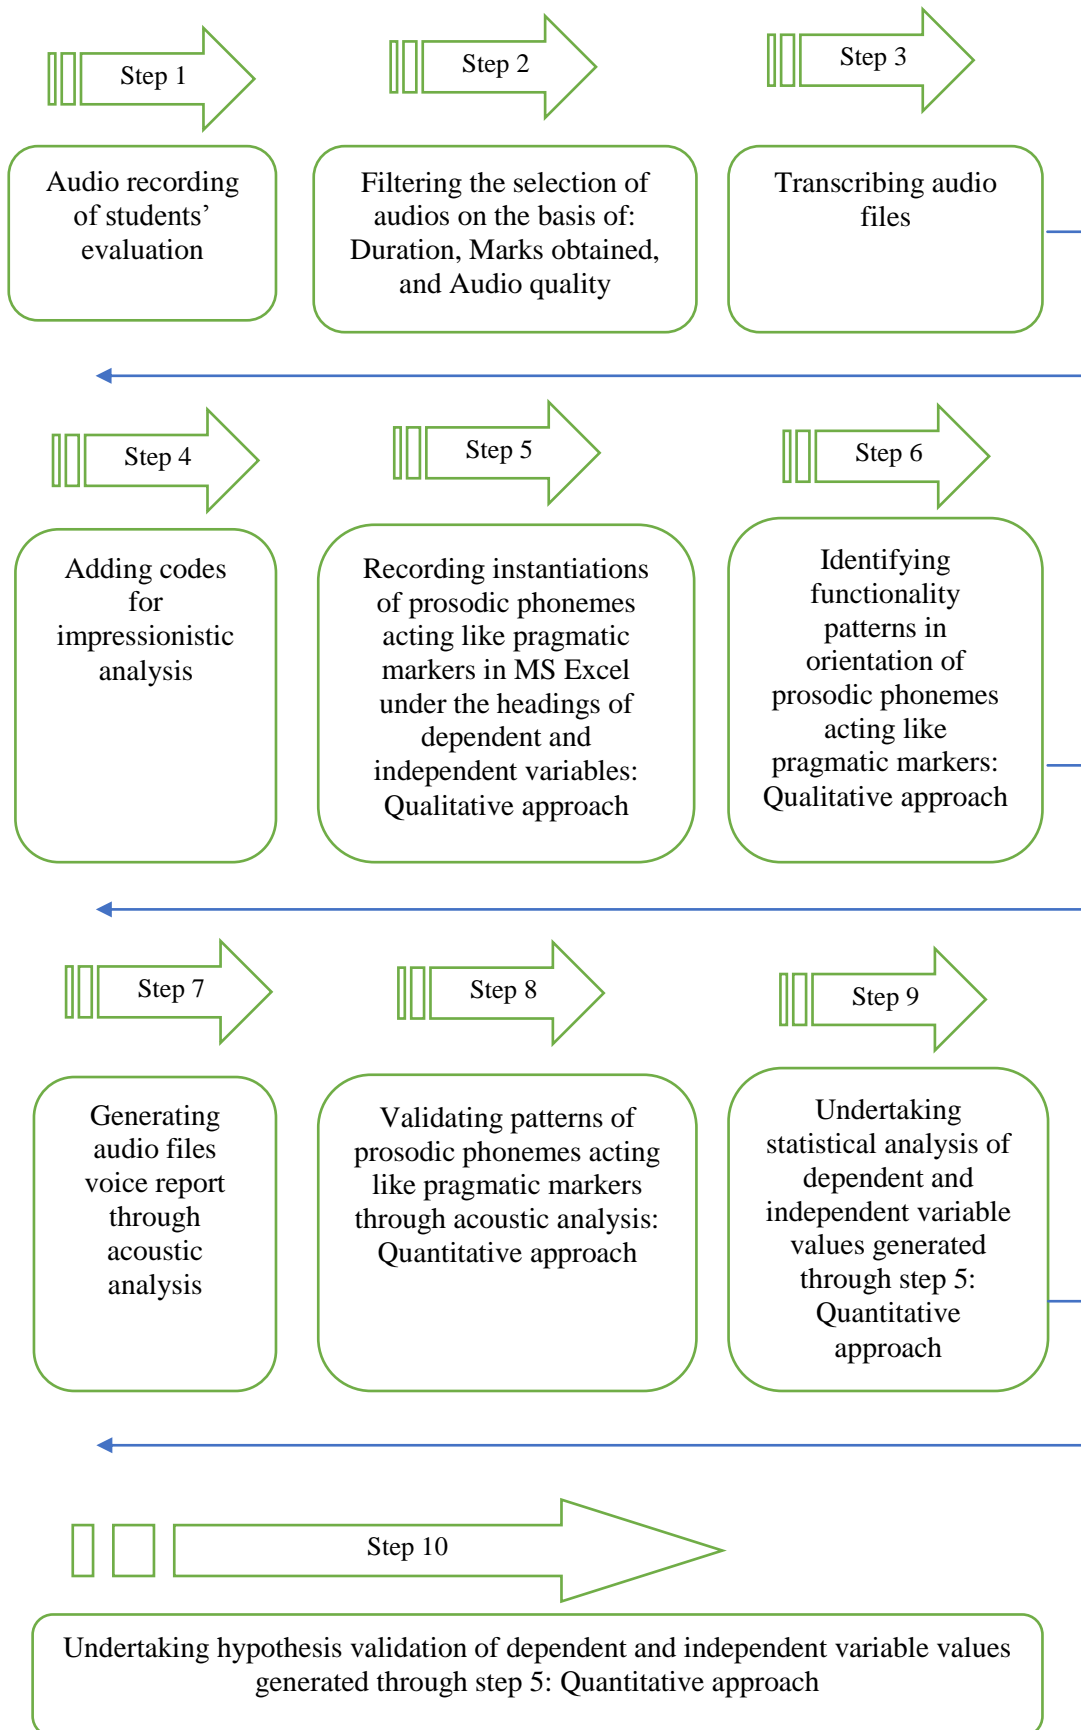 Step 1
Step 2
Step 3
Audio recording
of students’
evaluation
Filtering the selection of
audios on the basis of:
Duration, Marks obtained,
and Audio quality
Transcribing audio
files
Step 4
Step 5
Step 6
Adding codes
for
impressionistic
analysis
Recording instantiations
of prosodic phonemes
acting like pragmatic
markers in MS Excel
under the headings of
dependent and
independent variables:
Qualitative approach
Identifying
functionality
patterns in
orientation of
prosodic phonemes
acting like
pragmatic markers:
Qualitative approach
Step 7
Step 8
Step 9
Generating
audio files
voice report
through
acoustic
analysis
Validating patterns of
prosodic phonemes acting
like pragmatic markers
through acoustic analysis:
Quantitative approach
Undertaking
statistical analysis of
dependent and
independent variable
values generated
through step 5:
Quantitative
approach
Step 10
Undertaking hypothesis validation of dependent and independent variable values
generated through step 5: Quantitative approach